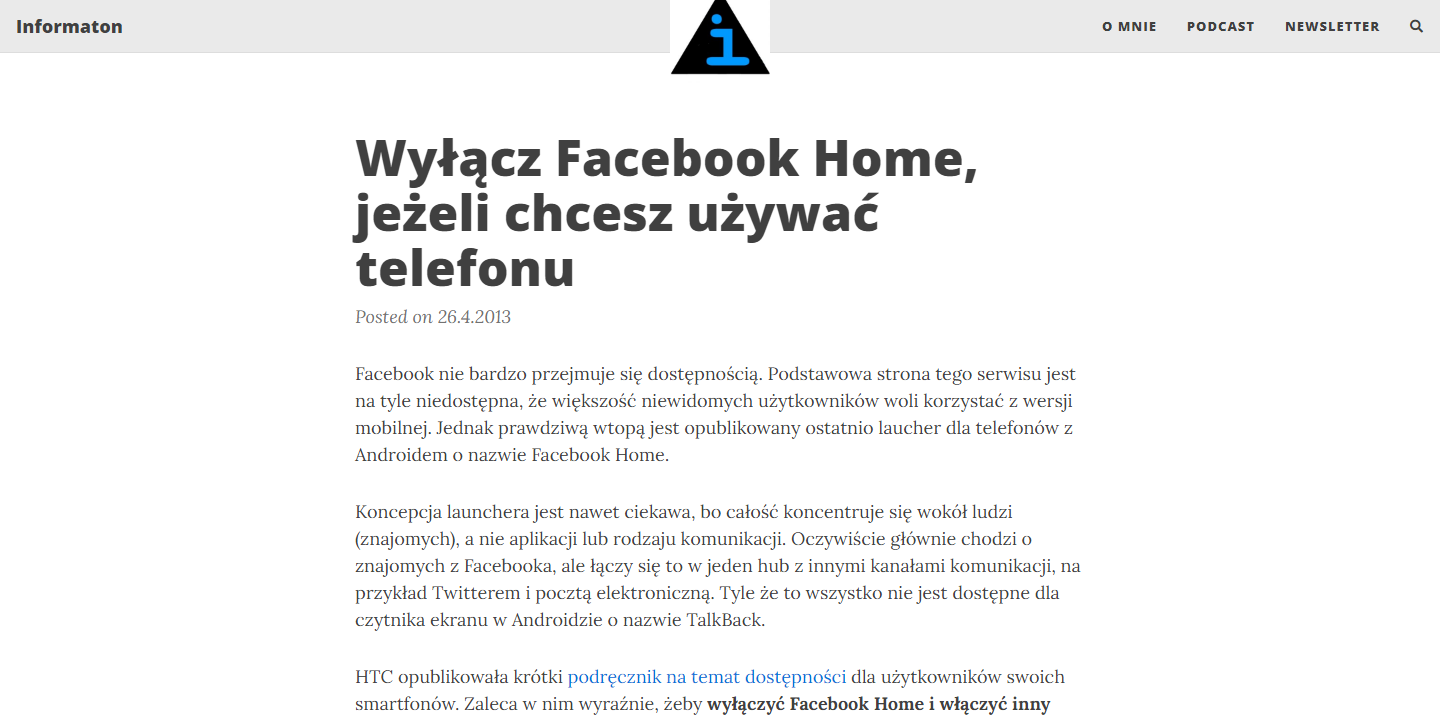 Informaton
i
O MNIE
PODCAST
NEWSLETTER
Wyłącz Facebook Home,
jeżeli chcesz używać
telefonu
Posted on 26.4.2013
Facebook nie bardzo przejmuje się dostępnością. Podstawowa strona tego serwisu jest
na tyle niedostępna, że większość niewidomych użytkowników woli korzystać z wersji
mobilnej. Jednak prawdziwą wtopą jest opublikowany ostatnio laucher dla telefonów z
Androidem o nazwie Facebook Home.
Koncepcja launchera jest nawet ciekawa, bo całość koncentruje się wokół ludzi
(znajomych), a nie aplikacji lub rodzaju komunikacji. Oczywiście głównie chodzi o
znajomych z Facebooka, ale łączy się to w jeden hub z innymi kanałami komunikacji, na
przykład Twitterem i pocztą elektroniczną. Tyle że to wszystko nie jest dostępne dla
czytnika ekranu w Androidzie o nazwie TalkBack.
HTC opublikowała krótki podręcznik na temat dostępności dla użytkowników swoich
smartfonów. Zaleca w nim wyraźnie, żeby wyłączyć Facebook Home i włączyć inny